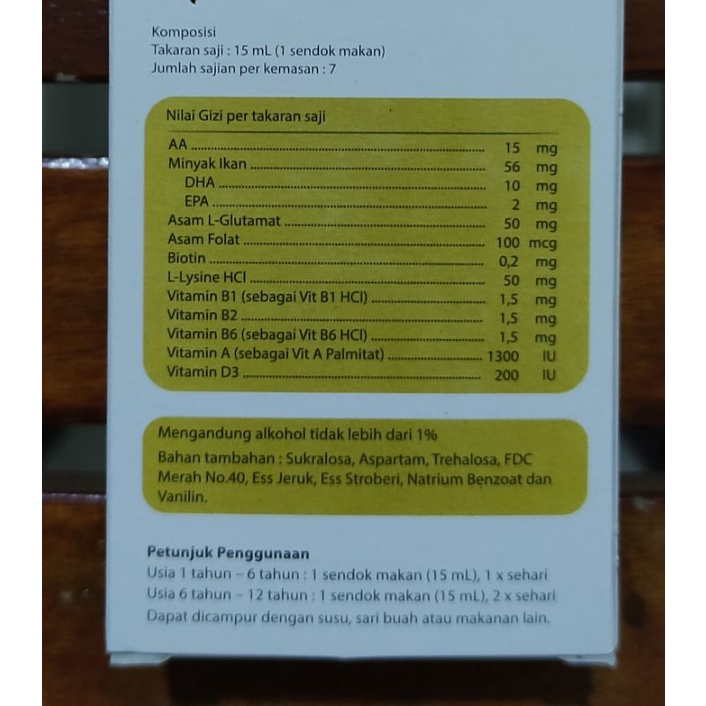 Komposisi
Takaran saji : 15 mL (1 sendok makan)
Jumlah sajian per kemasan : 7
Nilai Gizi per takaran saji
AA 15 mg
Minyak Ikan 56 mg
DHA 10 mg
EPA 2 mg
Asam L-Glutamat 50 mg
Asam Folat 100 mcg
Biotin 0,2 mg
L-Lysine HCl 50 mg
Vitamin B1 (sebagai Vit B1 HCl) 1,5 mg
Vitamin B2 1,5 mg
Vitamin B6 (sebagai Vit B6 HCl) 1,5 mg
Vitamin A (sebagai Vit A Palmitat) 1300 IU
Vitamin D3 200 IU
Mengandung alkohol tidak lebih dari 1%
Bahan tambahan : Sukralosa, Aspartam, Trehalosa, FDC
Merah No.40, Ess Jeruk, Ess Stroberi, Natrium Benzoat dan
Vanilin.
Petunjuk Penggunaan
Usia 1 tahun – 6 tahun : 1 sendok makan (15 mL), 1 x sehari
Usia 6 tahun – 12 tahun : 1 sendok makan (15 mL), 2 x sehari
Dapat dicampur dengan susu, sari buah atau makanan lain.